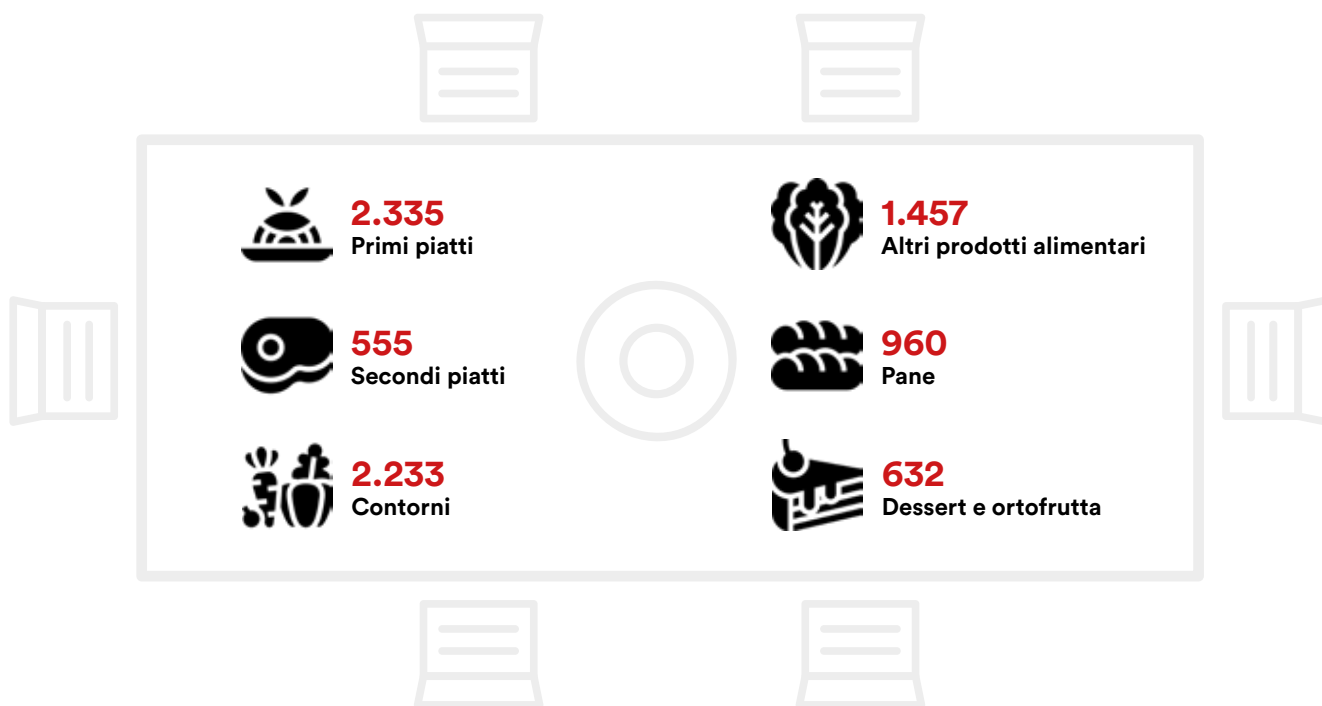 2.335
Primi piatti
555
Secondi piatti
2.233
Contorni
1.457
Altri prodotti alimentari
960
Pane
632
Dessert e ortofrutta